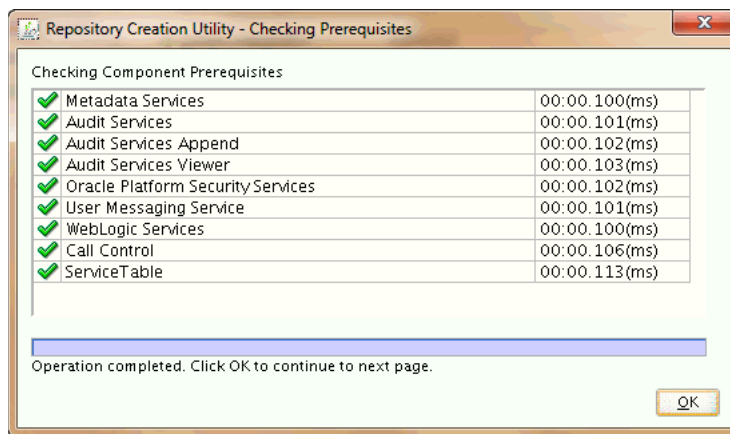 Repository Creation Utility - Checking Prerequisites
Checking Component Prerequisites
Metadata Services 00:00.100(ms)
Audit Services 00:00.101(ms)
Audit Services Append 00:00.102(ms)
Audit Services Viewer 00:00.103(ms)
Oracle Platform Security Services 00:00.102(ms)
User Messaging Service 00:00.101(ms)
WebLogic Services 00:00.100(ms)
Call Control 00:00.106(ms)
ServiceTable 00:00.113(ms)
Operation completed. Click OK to continue to next page.
OK